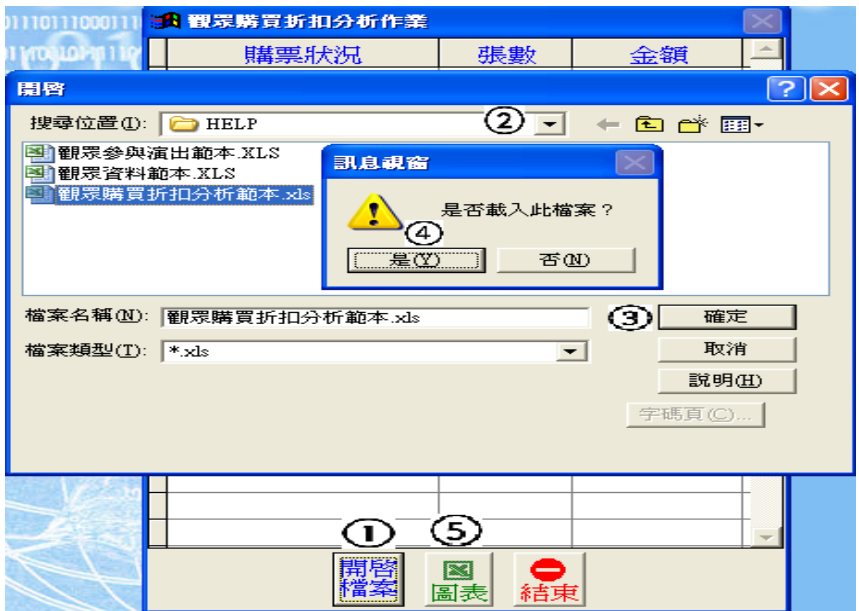 01110111000111
觀眾購買折扣分析作業
購票狀況 張數 金額
開啓
搜尋位置(I): HELP ②
觀眾參與演出範本.XLS
觀眾資料範本.XLS
觀眾購買折扣分析範本.xls
訊息視窗
是否載入此檔案？
④
是(Y) 否(N)
檔案名稱(N): 觀眾購買折扣分析範本.xls ③ 確定
檔案類型(T): *.xls 取消
說明(H)
字碼頁(C)...
① ⑤
開啓檔案 圖表 結束